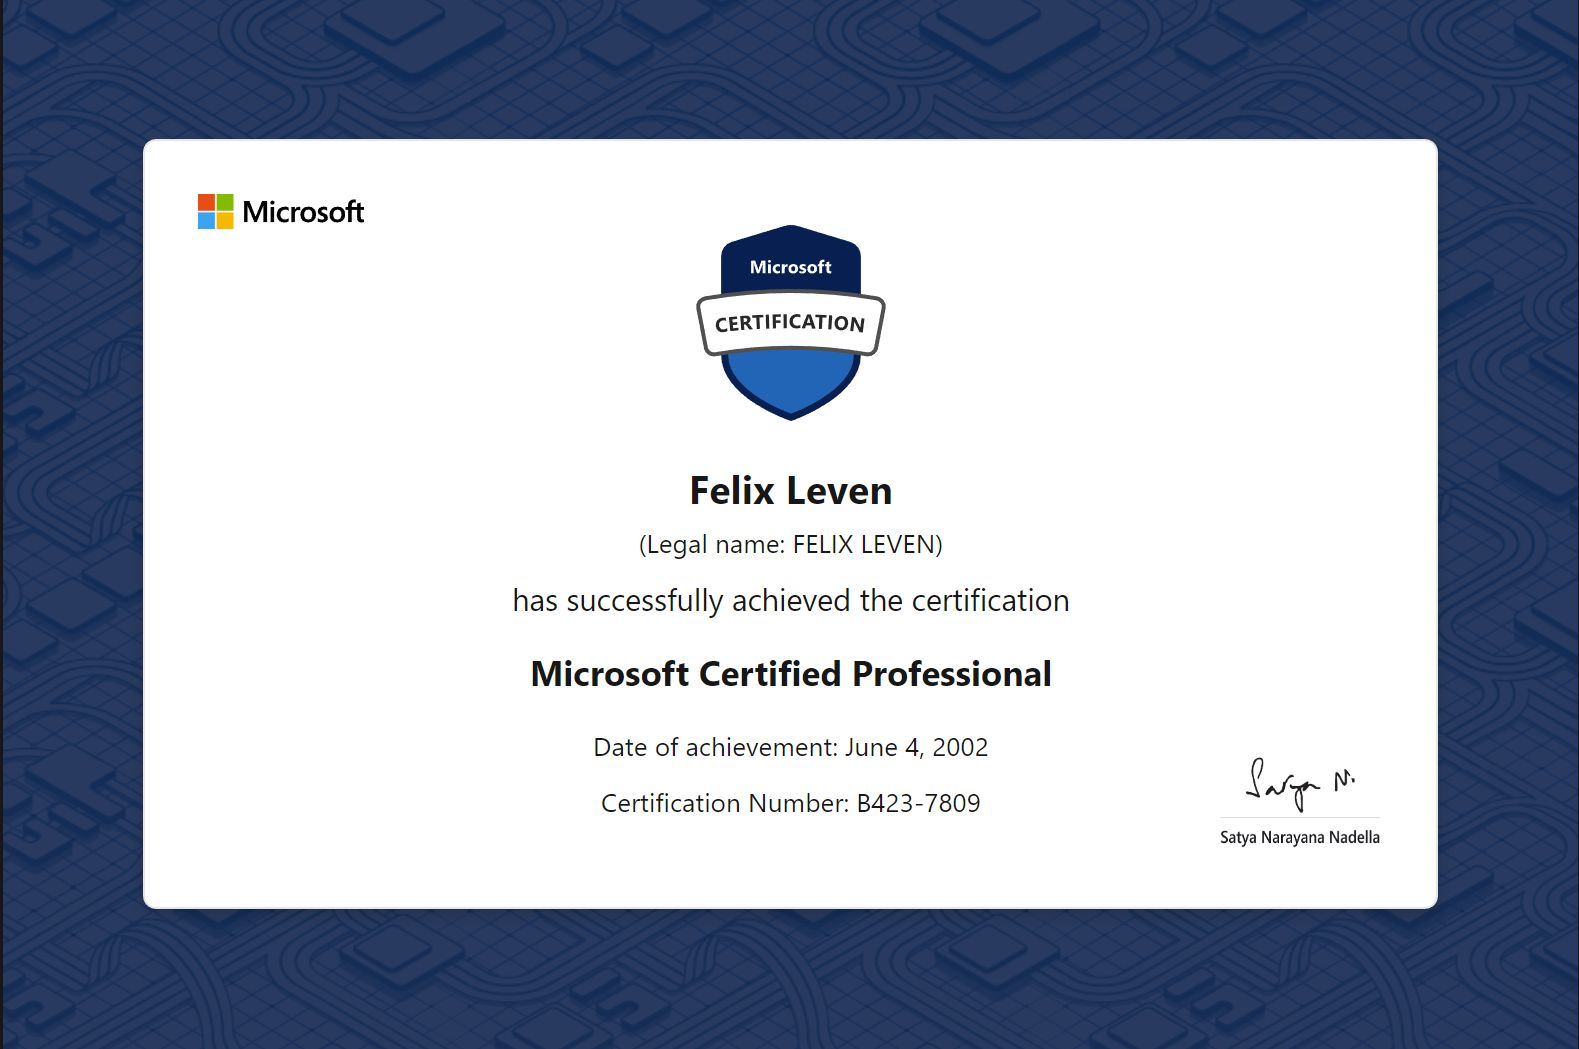 Microsoft
Microsoft
CERTIFICATION
Felix Leven
(Legal name: FELIX LEVEN)
has successfully achieved the certification
Microsoft Certified Professional
Date of achievement: June 4, 2002
Certification Number: B423-7809
Satya N.
Satya Narayana Nadella